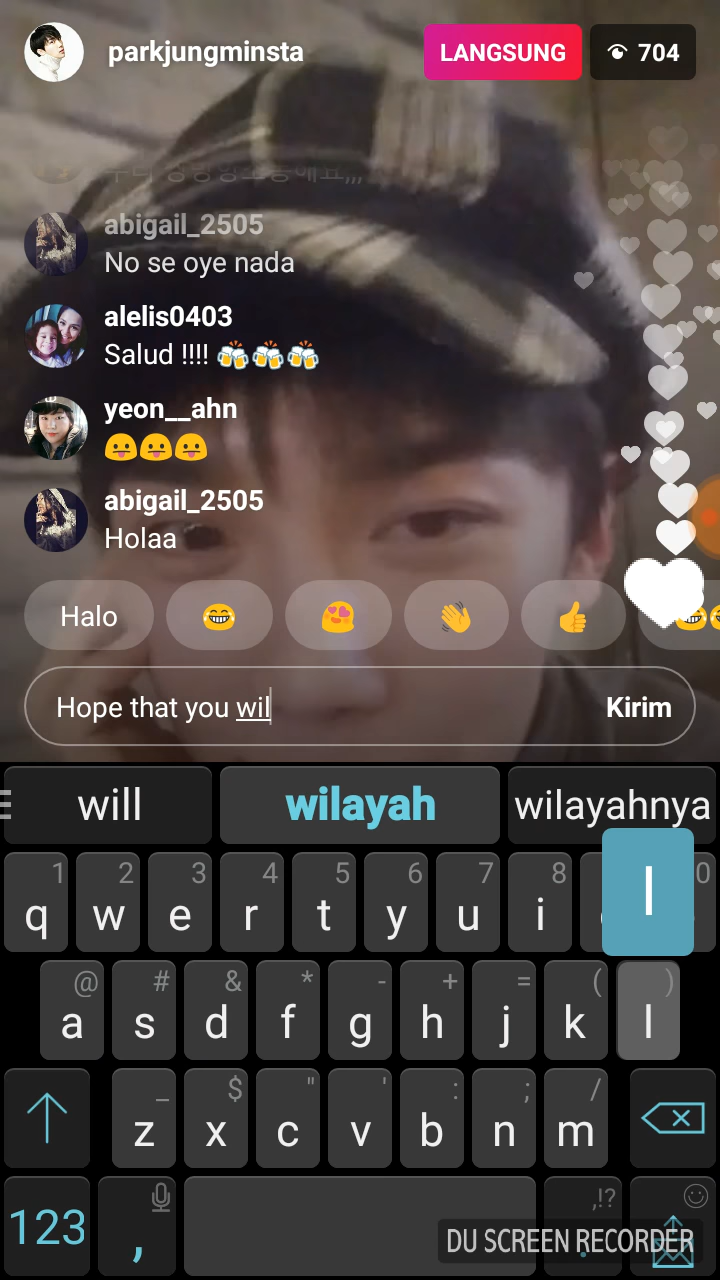 parkjungminsta
LANGSUNG
704
abigail_2505
No se oye nada
alelis0403
Salud !!!! 🍻🍻🍻
yeon__ahn
😛😛😛
abigail_2505
Holaa
Halo 😂 😍 👋 👍
Hope that you wil
Kirim
will wilayah wilayahnya
1 2 3 4 5 6 7 8 0
q w e r t y u i l
@ # & * - + = ( )
a s d f g h j k l
_ $ " ' : ; /
z x c v b n m
123 , ,!? .
DU SCREEN RECORDER